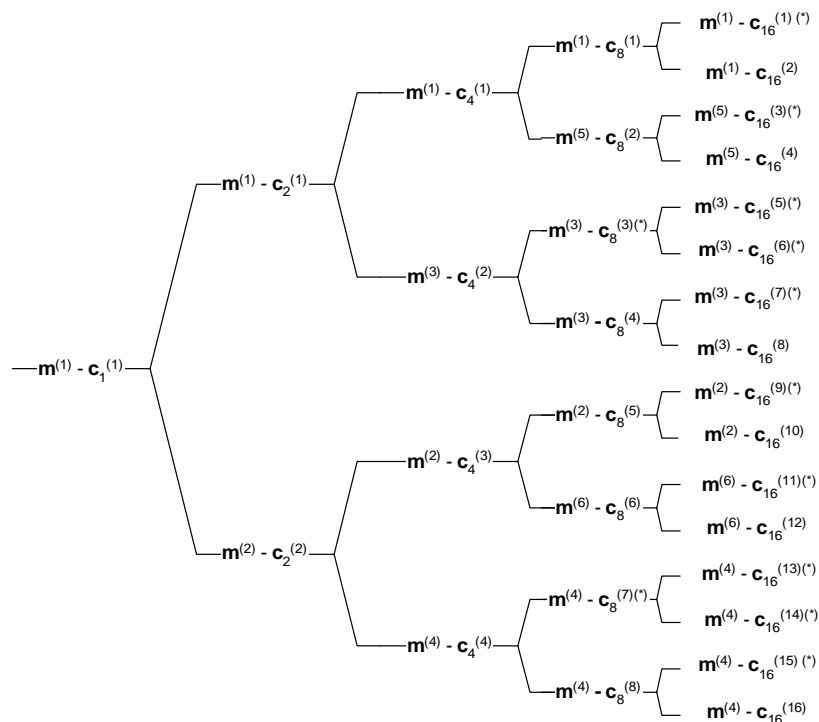 m(1) - c16(1) (*)
m(1) - c8(1)
m(1) - c16(2)
m(1) - c4(1)
m(5) - c16(3)(*)
m(5) - c8(2)
m(5) - c16(4)
m(1) - c2(1)
m(3) - c16(5)(*)
m(3) - c8(3)(*)
m(3) - c16(6)(*)
m(3) - c4(2)
m(3) - c16(7)(*)
m(3) - c8(4)
m(3) - c16(8)
m(1) - c1(1)
m(2) - c16(9)(*)
m(2) - c8(5)
m(2) - c16(10)
m(2) - c4(3)
m(6) - c16(11)(*)
m(6) - c8(6)
m(6) - c16(12)
m(2) - c2(2)
m(4) - c16(13)(*)
m(4) - c8(7)(*)
m(4) - c16(14)(*)
m(4) - c4(4)
m(4) - c16(15) (*)
m(4) - c8(8)
m(4) - c16(16)